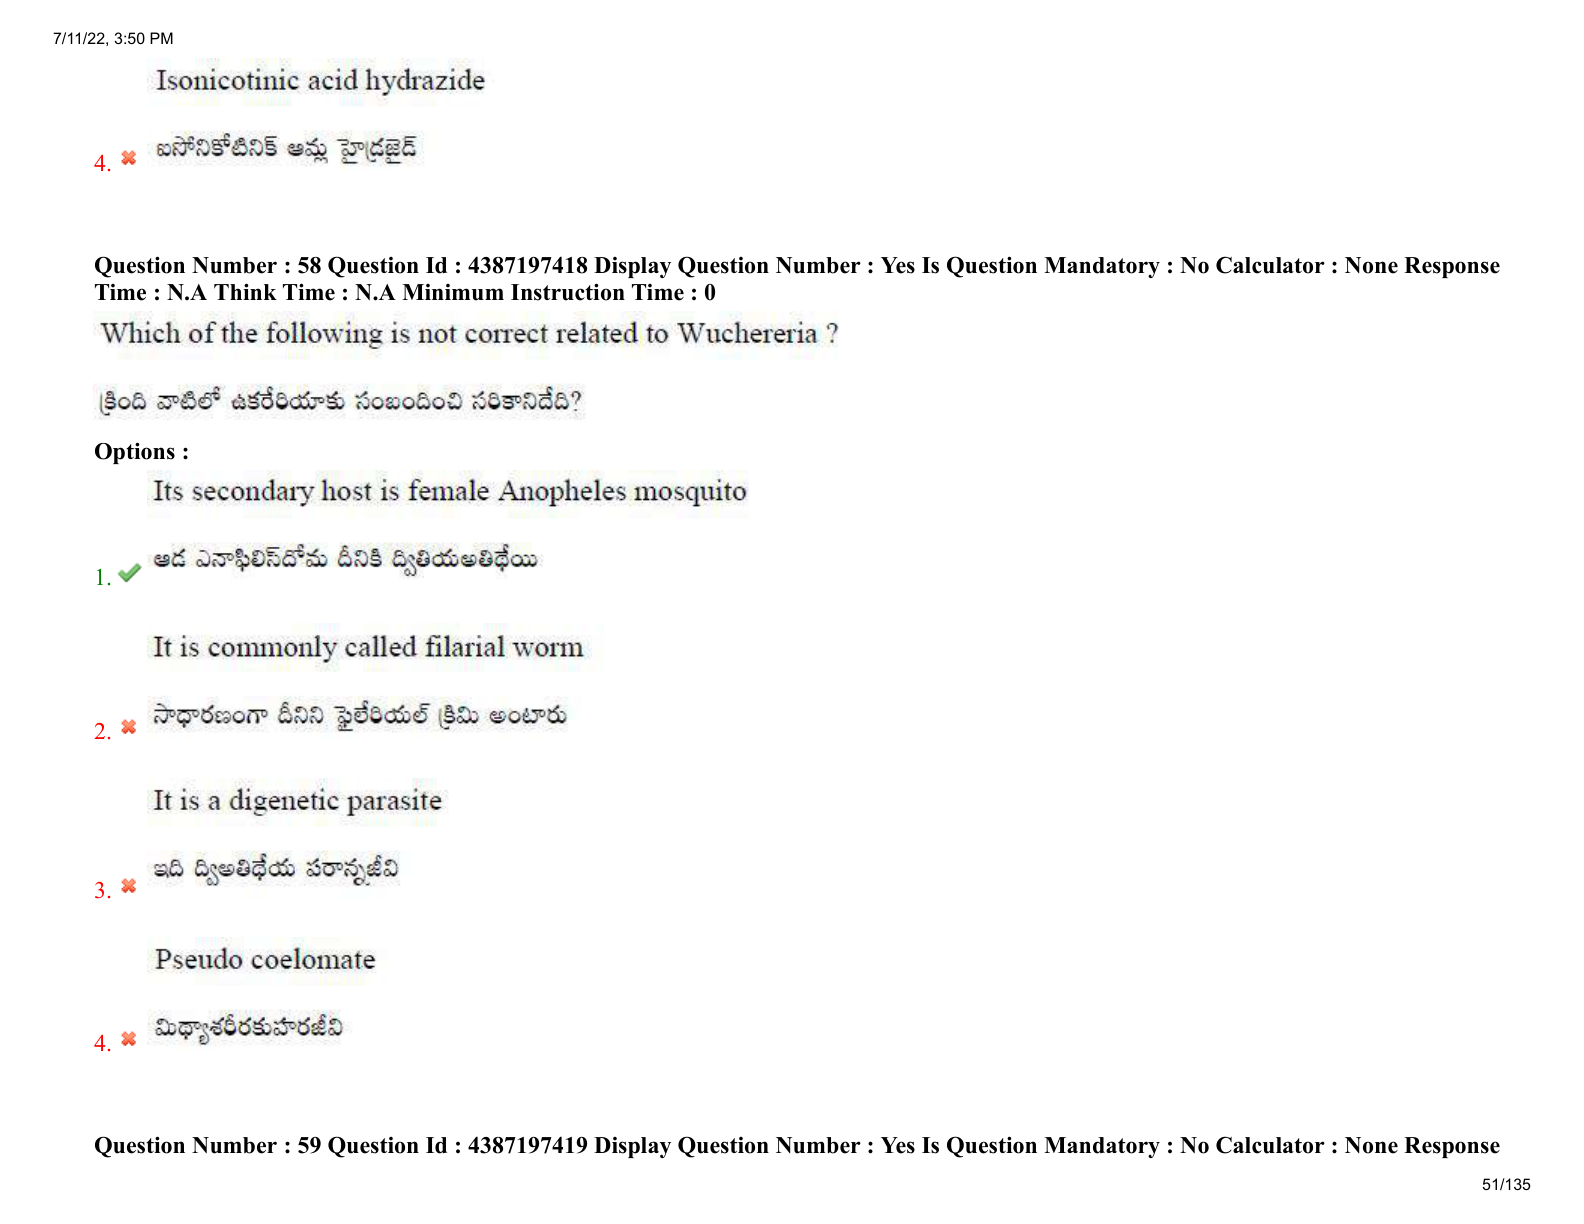 7/11/22, 3:50 PM
Isonicotinic acid hydrazide
ఐసోనికోటినిక్ ఆమ్ల హైడ్రజైడ్
4.
Question Number : 58 Question Id : 4387197418 Display Question Number : Yes Is Question Mandatory : No Calculator : None Response
Time : N.A Think Time : N.A Minimum Instruction Time : 0
Which of the following is not correct related to Wuchereria ?
క్రింది వాటిలో ఉకరేరియాకు సంబందించి సరికానిదేది?
Options :
Its secondary host is female Anopheles mosquito
ఆడ ఎనాఫిలిస్‌దోమ దీనికి ద్వితియఅతిథేయి
1.
It is commonly called filarial worm
సాధారణంగా దీనిని ఫైలేరియల్ క్రిమి అంటారు
2.
It is a digenetic parasite
ఇది ద్విఅతిథేయ పరాన్నజీవి
3.
Pseudo coelomate
మిథ్యాశరీరకుహరజీవి
4.
Question Number : 59 Question Id : 4387197419 Display Question Number : Yes Is Question Mandatory : No Calculator : None Response
51/135